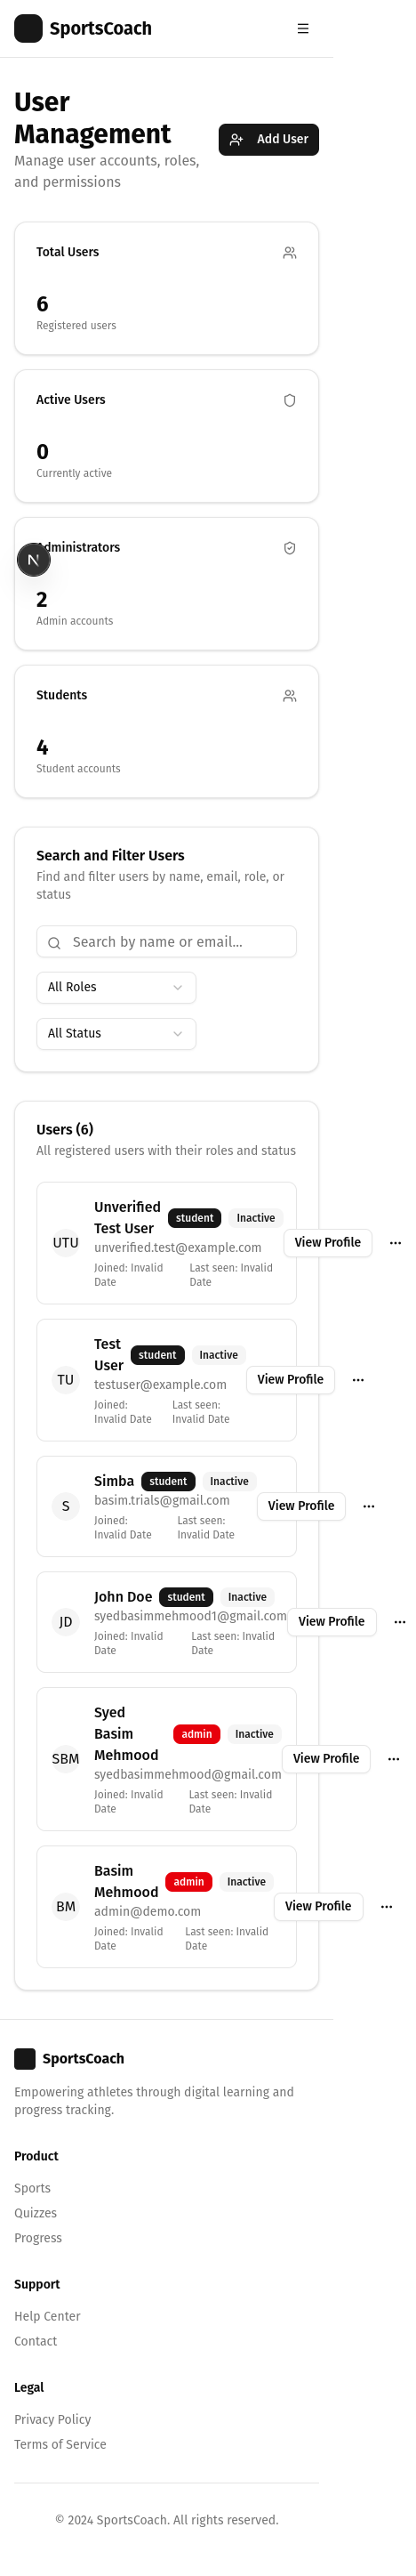 SportsCoach
User
Management
Add User
Manage user accounts, roles,
and permissions
Total Users
6
Registered users
Active Users
0
Currently active
N
Administrators
2
Admin accounts
Students
4
Student accounts
Search and Filter Users
Find and filter users by name, email, role, or
status
Search by name or email...
All Roles
All Status
Users (6)
All registered users with their roles and status
UTU
Unverified
Test User
student
Inactive
unverified.test@example.com
Joined: Invalid
Date
Last seen: Invalid
Date
View Profile
TU
Test
User
student
Inactive
testuser@example.com
Joined:
Invalid Date
Last seen:
Invalid Date
View Profile
S
Simba
student
Inactive
basim.trials@gmail.com
Joined:
Invalid Date
Last seen:
Invalid Date
View Profile
JD
John Doe
student
Inactive
syedbasimmehmood1@gmail.com
Joined: Invalid
Date
Last seen: Invalid
Date
View Profile
SBM
Syed
Basim
Mehmood
admin
Inactive
syedbasimmehmood@gmail.com
Joined: Invalid
Date
Last seen: Invalid
Date
View Profile
BM
Basim
Mehmood
admin
Inactive
admin@demo.com
Joined: Invalid
Date
Last seen: Invalid
Date
View Profile
SportsCoach
Empowering athletes through digital learning and
progress tracking.
Product
Sports
Quizzes
Progress
Support
Help Center
Contact
Legal
Privacy Policy
Terms of Service
© 2024 SportsCoach. All rights reserved.